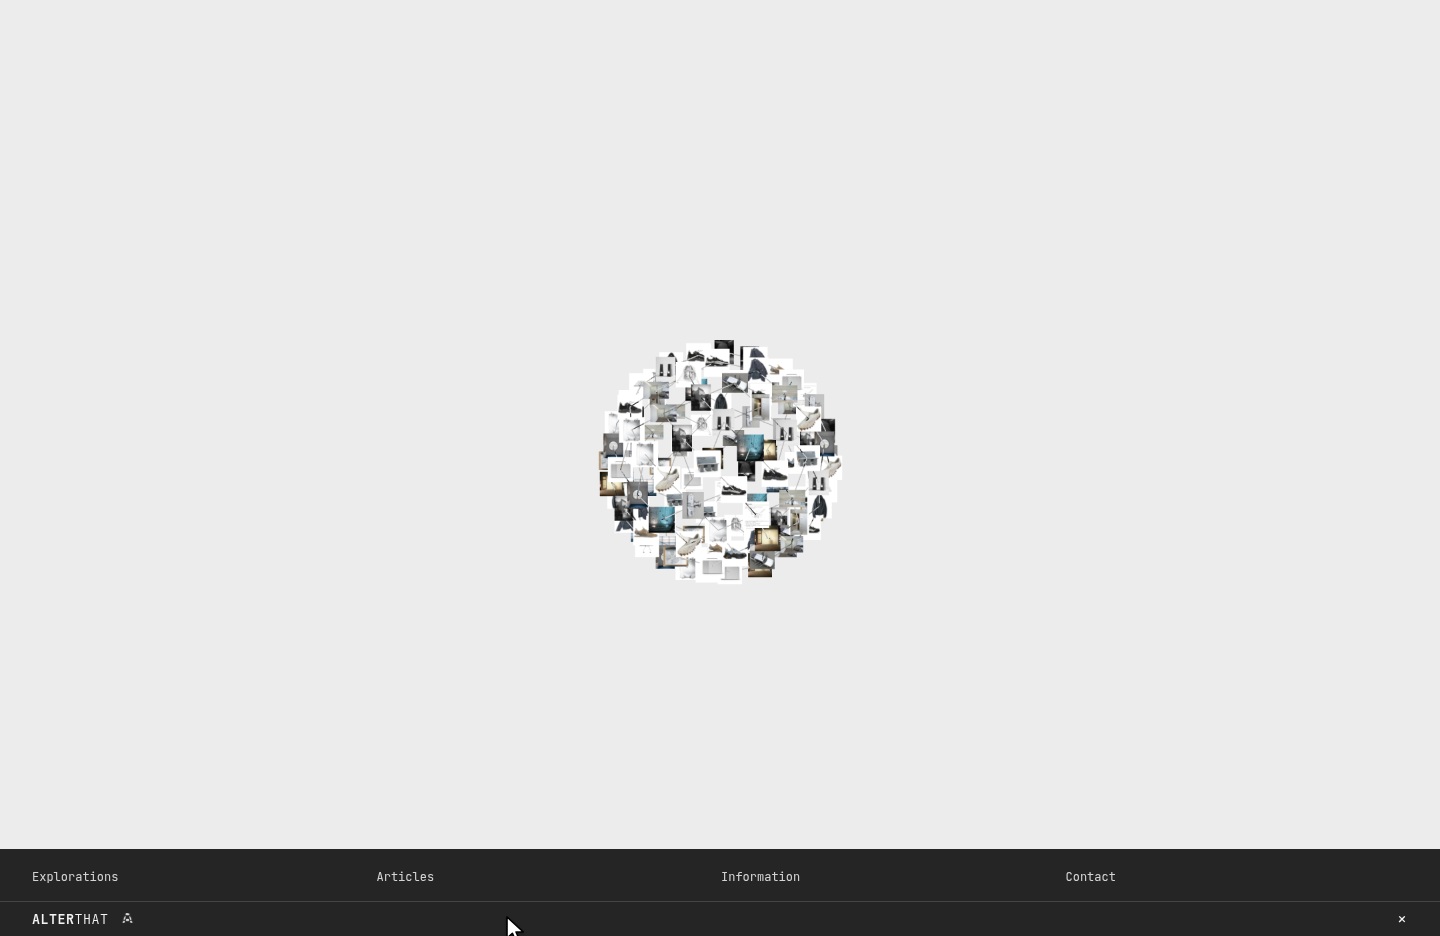 Explorations
Articles
Information
Contact
ALTERTHAT
×